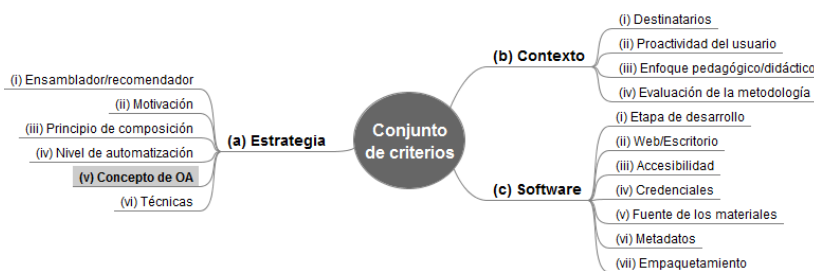 Conjunto
de criterios
(a) Estrategia
(i) Ensamblador/recomendador
(ii) Motivación
(iii) Principio de composición
(iv) Nivel de automatización
(v) Concepto de OA
(vi) Técnicas
(b) Contexto
(i) Destinatarios
(ii) Proactividad del usuario
(iii) Enfoque pedagógico/didáctico
(iv) Evaluación de la metodología
(c) Software
(i) Etapa de desarrollo
(ii) Web/Escritorio
(iii) Accesibilidad
(iv) Credenciales
(v) Fuente de los materiales
(vi) Metadatos
(vii) Empaquetamiento